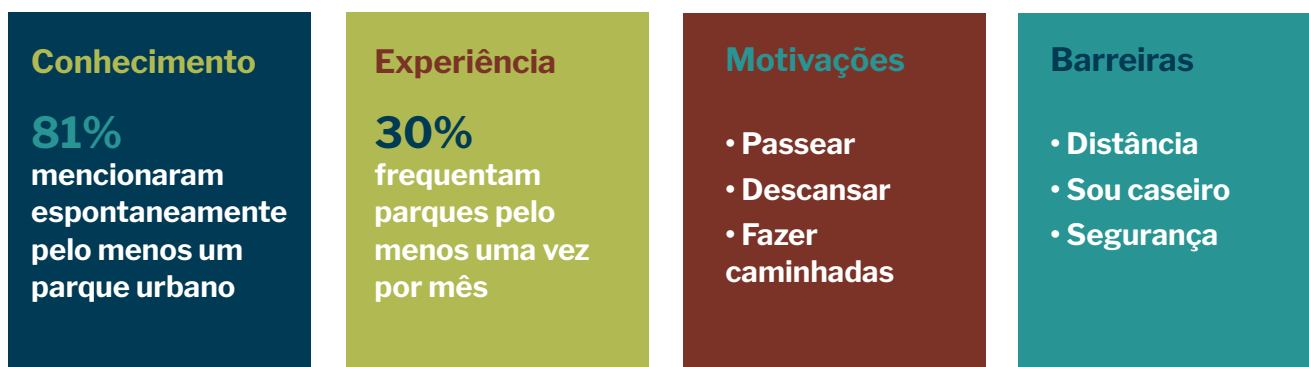 Conhecimento
81%
mencionaram
espontaneamente
pelo menos um
parque urbano
Experiência
30%
frequentam
parques pelo
menos uma vez
por mês
Motivações
• Passear
• Descansar
• Fazer
caminhadas
Barreiras
• Distância
• Sou caseiro
• Segurança